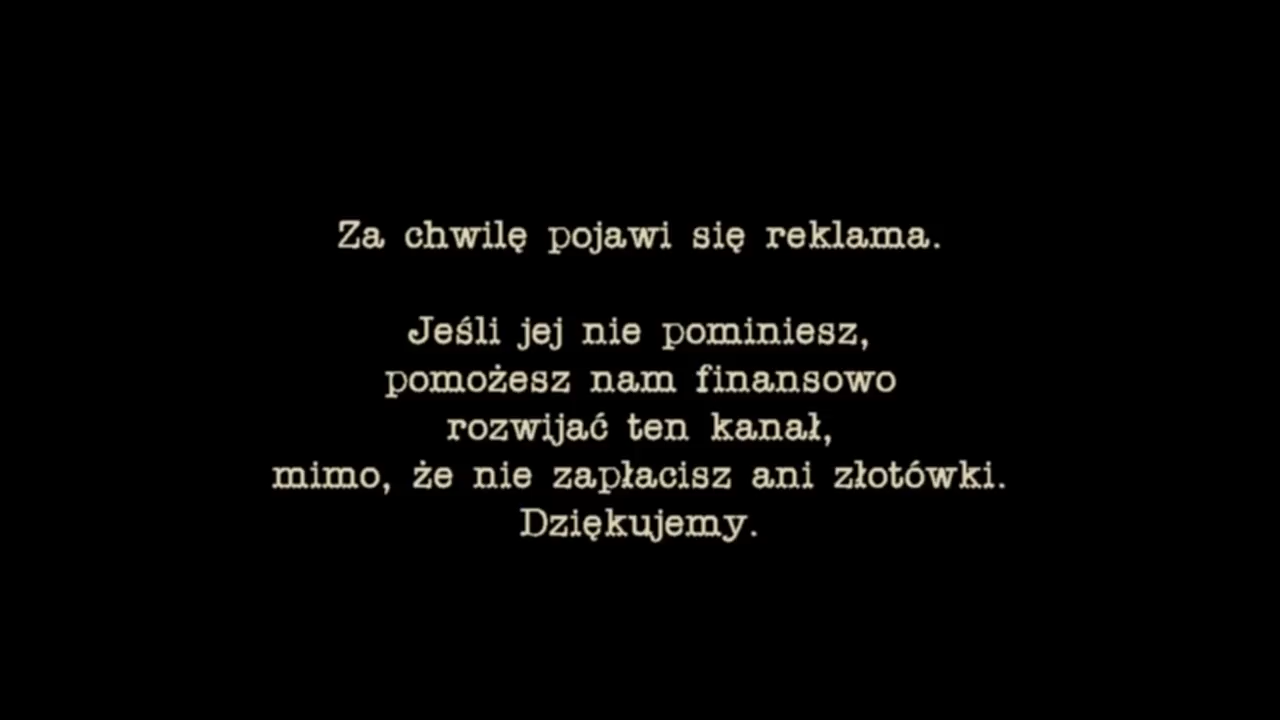 Za chwilę pojawi się reklama.
Jeśli jej nie pominiesz,
pomożesz nam finansowo
rozwijać ten kanał,
mimo, że nie zapłacisz ani złotówki.
Dziękujemy.